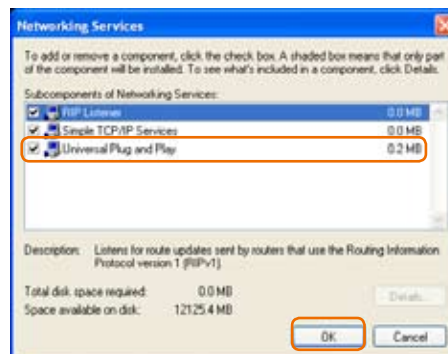 Networking Services
To add or remove a component, click the check box. A shaded box means that only part
of the component will be installed. To see what's included in a component, click Details.
Subcomponents of Networking Services:
RIP Listener 0.0 MB
Simple TCP/IP Services 0.0 MB
Universal Plug and Play 0.2 MB
Description: Listens for route updates sent by routers that use the Routing Information
Protocol version 1 (RIPv1).
Total disk space required: 0.0 MB
Space available on disk: 12125.4 MB
Details...
OK
Cancel